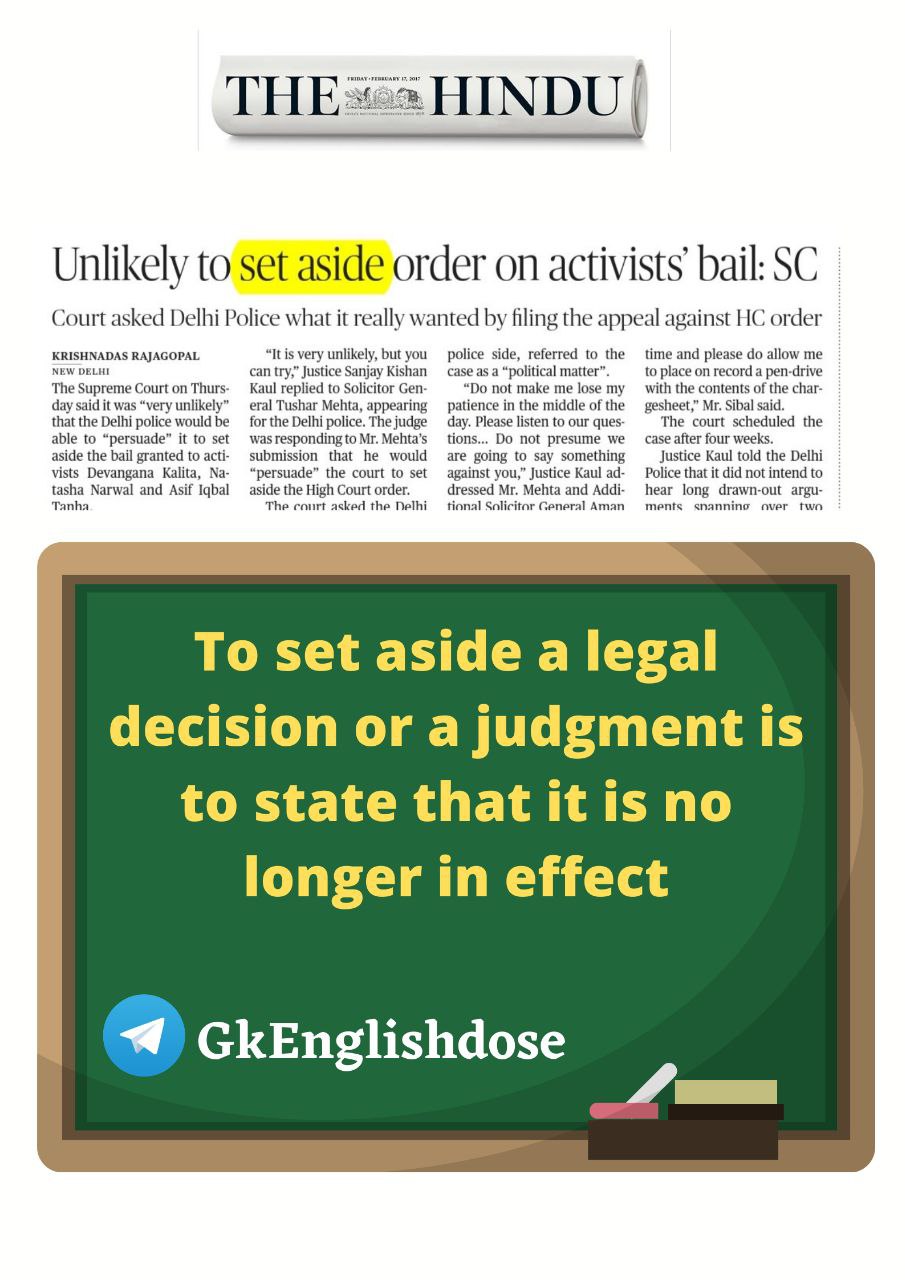 THE HINDU
FRIDAY • FEBRUARY 17, 2017
Unlikely to set aside order on activists’ bail: SC
Court asked Delhi Police what it really wanted by filing the appeal against HC order
KRISHNADAS RAJAGOPAL
NEW DELHI
The Supreme Court on Thurs-
day said it was “very unlikely”
that the Delhi police would be
able to “persuade” it to set
aside the bail granted to acti-
vists Devangana Kalita, Na-
tasha Narwal and Asif Iqbal
Tanha.
“It is very unlikely, but you
can try,” Justice Sanjay Kishan
Kaul replied to Solicitor Gen-
eral Tushar Mehta, appearing
for the Delhi police. The judge
was responding to Mr. Mehta’s
submission that he would
“persuade” the court to set
aside the High Court order.
The court asked the Delhi
police side, referred to the
case as a “political matter”.
“Do not make me lose my
patience in the middle of the
day. Please listen to our ques-
tions... Do not presume we
are going to say something
against you,” Justice Kaul ad-
dressed Mr. Mehta and Addi-
tional Solicitor General Aman
time and please do allow me
to place on record a pen-drive
with the contents of the char-
gesheet,” Mr. Sibal said.
The court scheduled the
case after four weeks.
Justice Kaul told the Delhi
Police that it did not intend to
hear long drawn-out argu-
ments spanning over two
To set aside a legal
decision or a judgment is
to state that it is no
longer in effect
GkEnglishdose